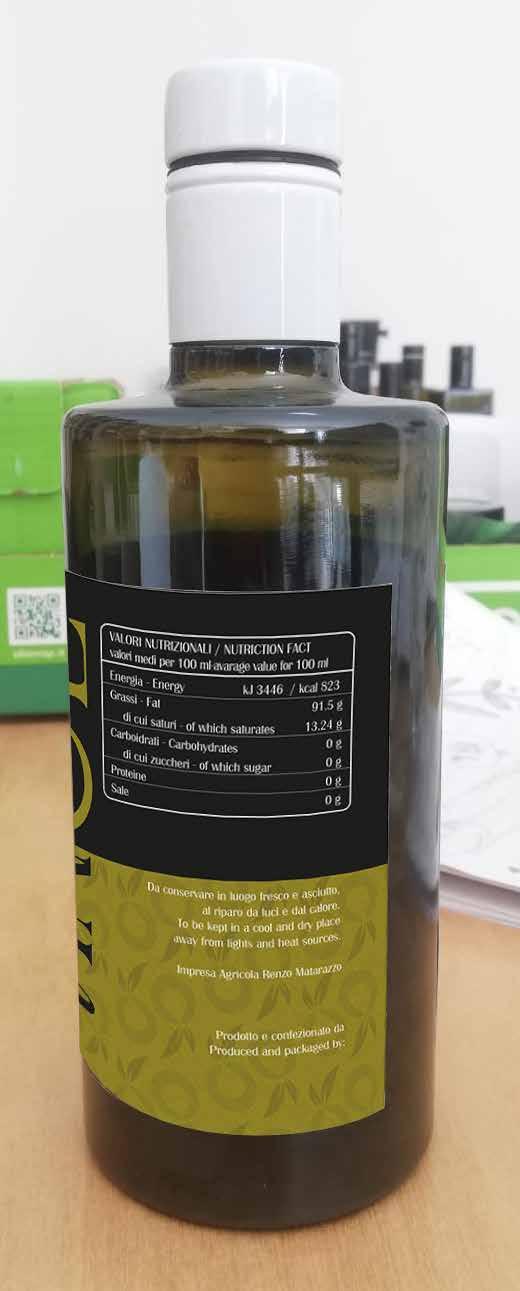 VALORI NUTRIZIONALI / NUTRICTION FACT
valori medi per 100 ml-avarage value for 100 ml
Energia - Energy kJ 3446 / kcal 823
Grassi - Fat 91.5 g
di cui saturi - of which saturates 13.24 g
Carboidrati - Carbohydrates 0 g
di cui zuccheri - of which sugar 0 g
Proteine 0 g
Sale 0 g
Da conservare in luogo fresco e asciutto,
al riparo da luci e dal calore.
To be kept in a cool and dry place
away from lights and heat sources.
Impresa Agricola Renzo Matarazzo
Prodotto e confezionato da
Produced and packaged by: